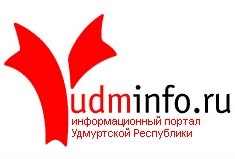 udminfo.ru
информационный портал
Удмуртской Республики